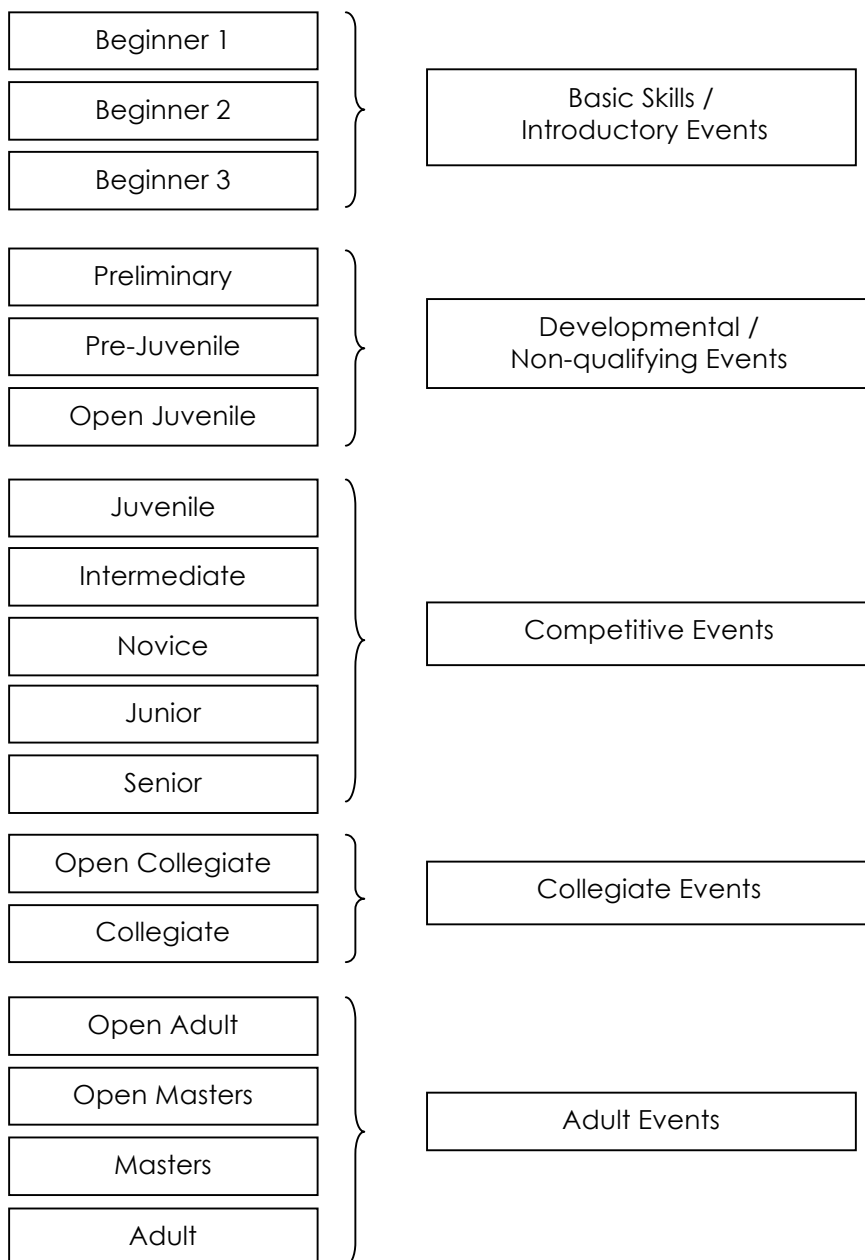 Beginner 1
Beginner 2
Beginner 3
Basic Skills /
Introductory Events
Preliminary
Pre-Juvenile
Open Juvenile
Developmental /
Non-qualifying Events
Juvenile
Intermediate
Novice
Junior
Senior
Competitive Events
Open Collegiate
Collegiate
Collegiate Events
Open Adult
Open Masters
Masters
Adult
Adult Events